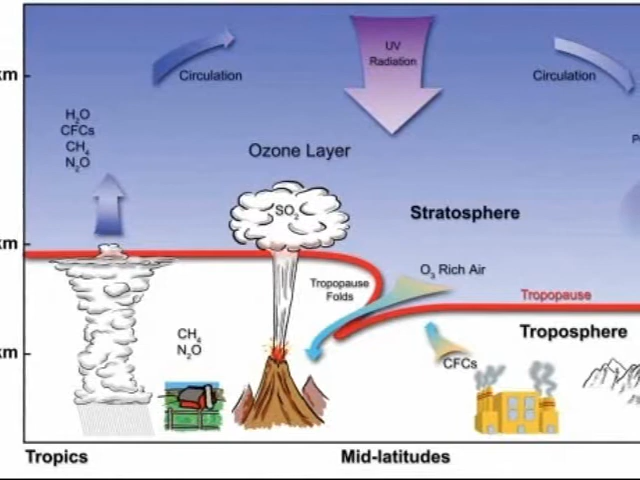 UV
Radiation
km
Circulation
Circulation
H₂O
CFCs
CH₄
N₂O
Ozone Layer
SO₂
Stratosphere
km
O₃ Rich Air
Tropopause
Folds
Tropopause
Troposphere
CH₄
N₂O
km
CFCs
Tropics
Mid-latitudes